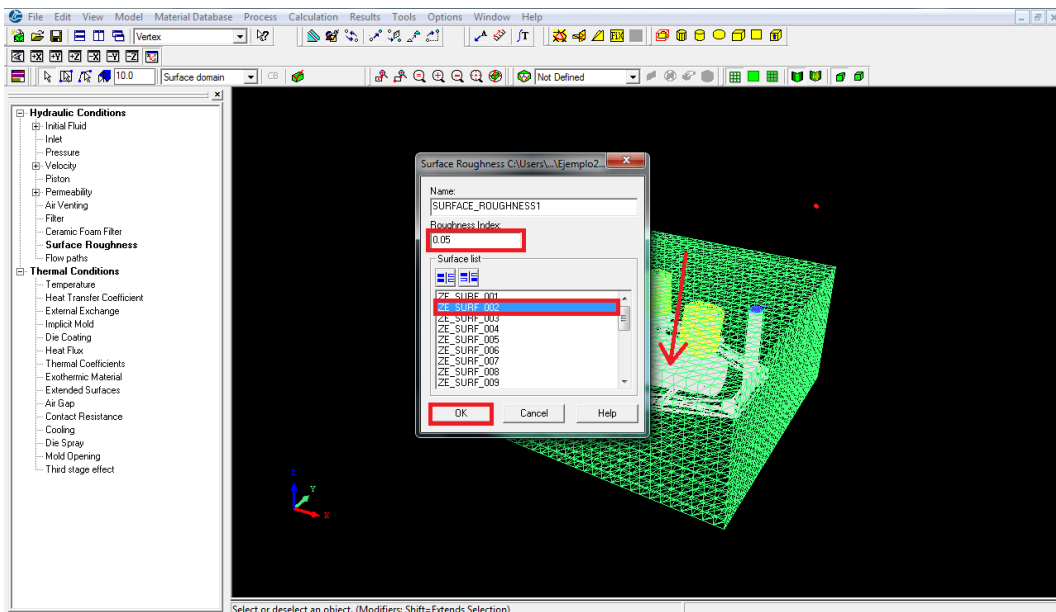 File Edit View Model Material Database Process Calculation Results Tools Options Window Help
Vertex
10.0 Surface domain CB Not Defined
Hydraulic Conditions
Initial Fluid
Inlet
Pressure
Velocity
Piston
Permeability
Air Venting
Filter
Ceramic Foam Filter
Surface Roughness
Flow paths
Thermal Conditions
Temperature
Heat Transfer Coefficient
External Exchange
Implicit Mold
Die Coating
Heat Flux
Thermal Coefficients
Exothermic Material
Extended Surfaces
Air Gap
Contact Resistance
Cooling
Die Spray
Mold Opening
Third stage effect
Surface Roughness C:\Users\...\Ejemplo2...
Name:
SURFACE_ROUGHNESS1
Roughness Index:
0.05
Surface list
ZE_SURF_001
ZE_SURF_002
ZE_SURF_003
ZE_SURF_004
ZE_SURF_005
ZE_SURF_006
ZE_SURF_007
ZE_SURF_008
ZE_SURF_009
OK Cancel Help
Z
Y
X
Select or deselect an object. (Modifiers: Shift=Extends Selection)